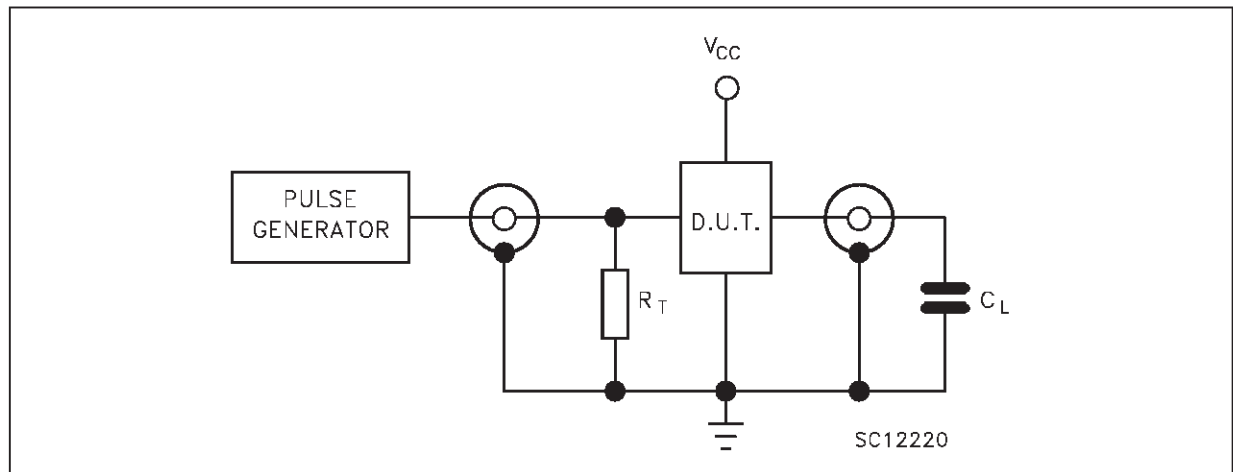 V_CC
PULSE
GENERATOR
D.U.T.
R_T
C_L
SC12220